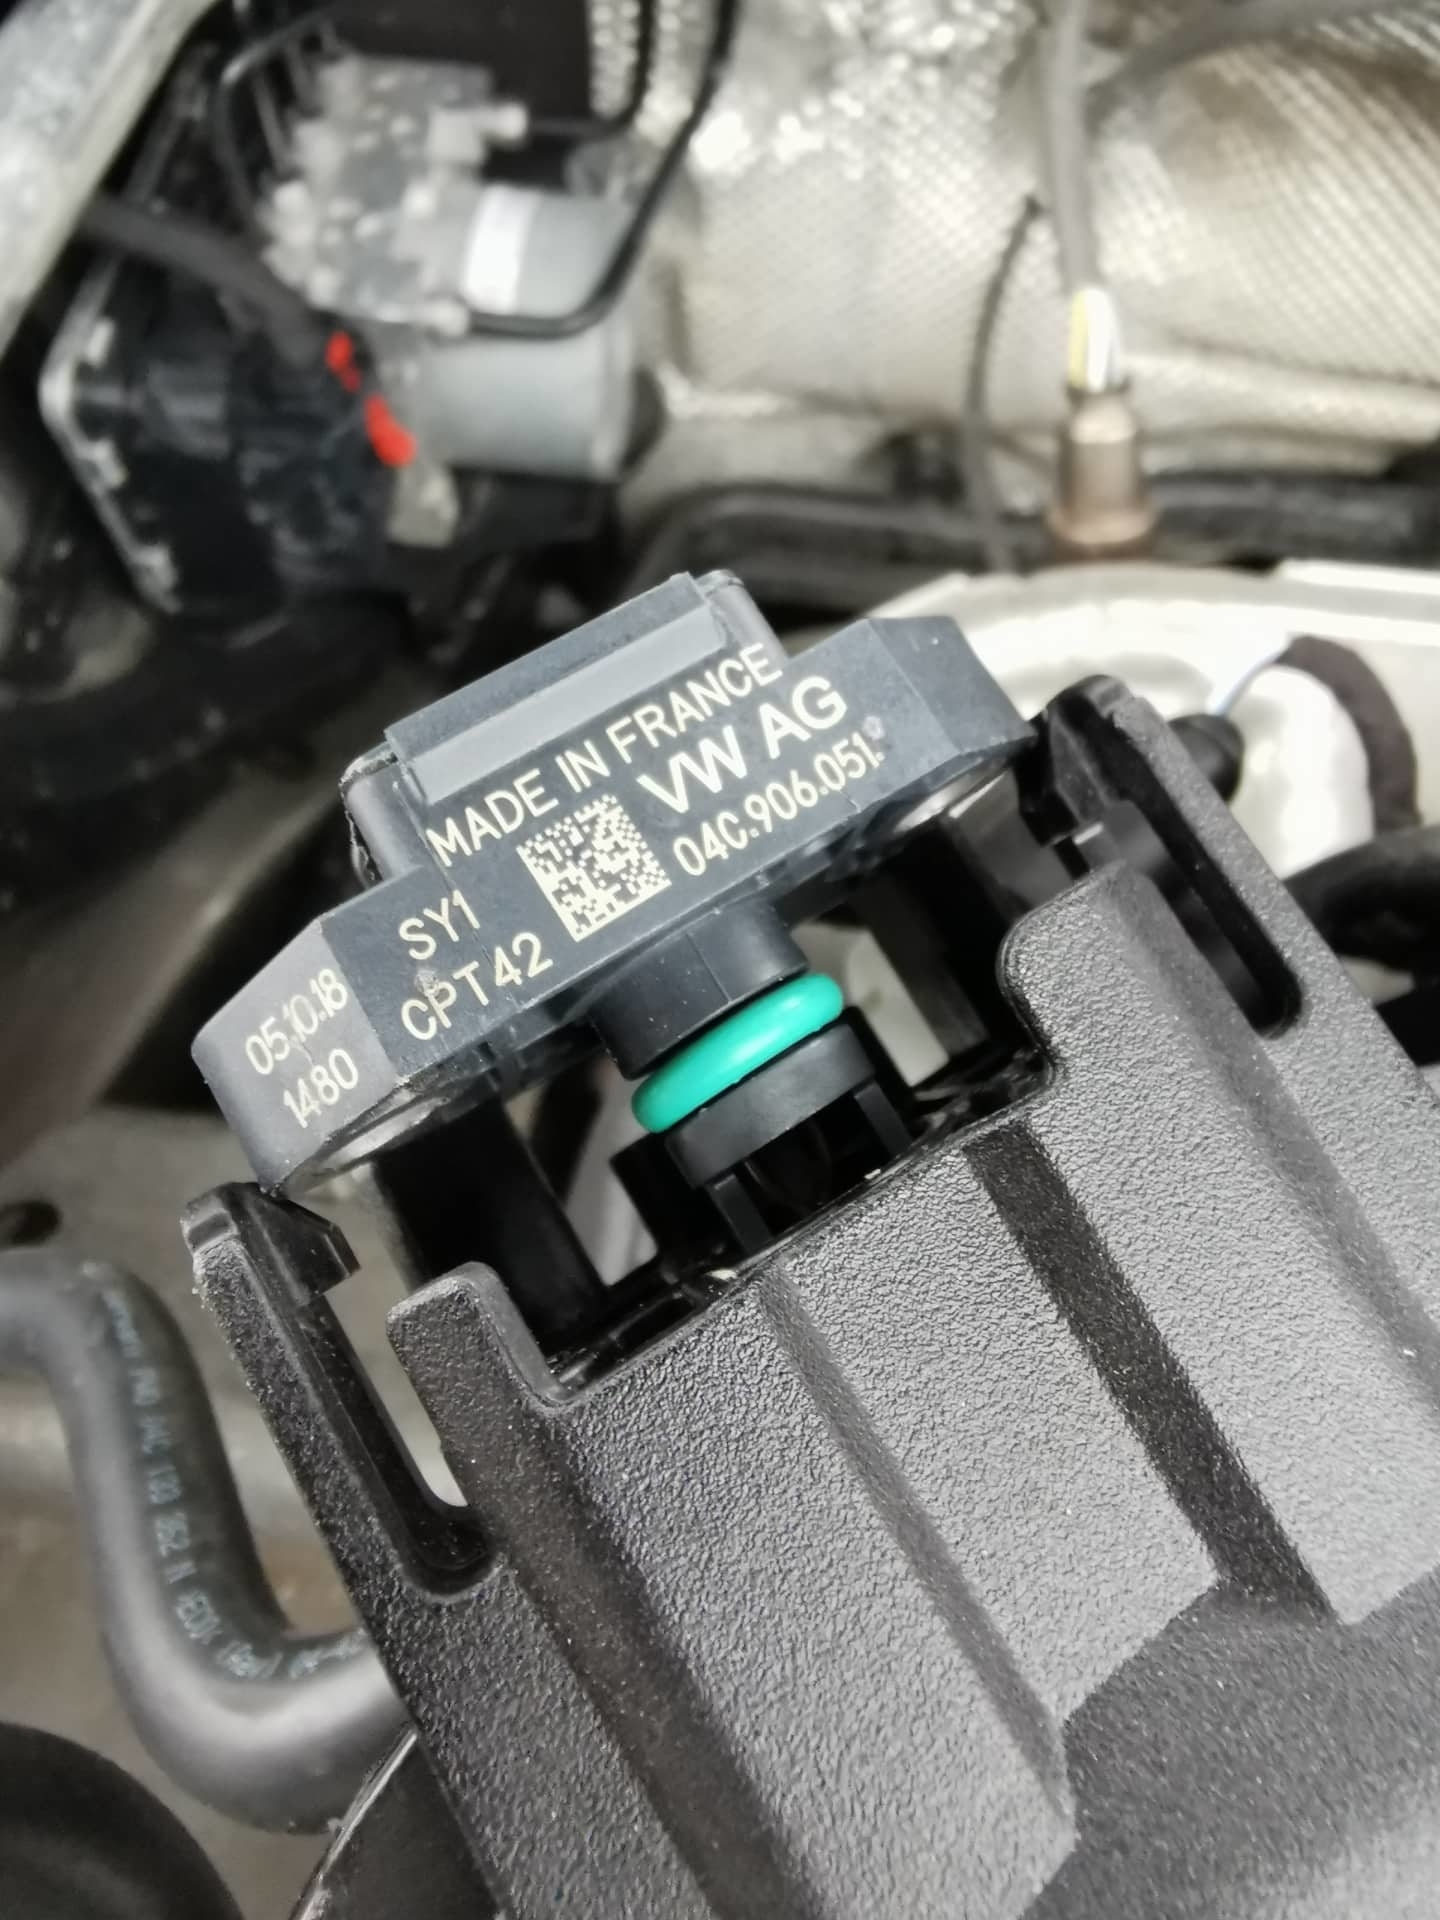 MADE IN FRANCE
VW AG
04C.906.051.
SY1
CPT42
05.10.18
1480